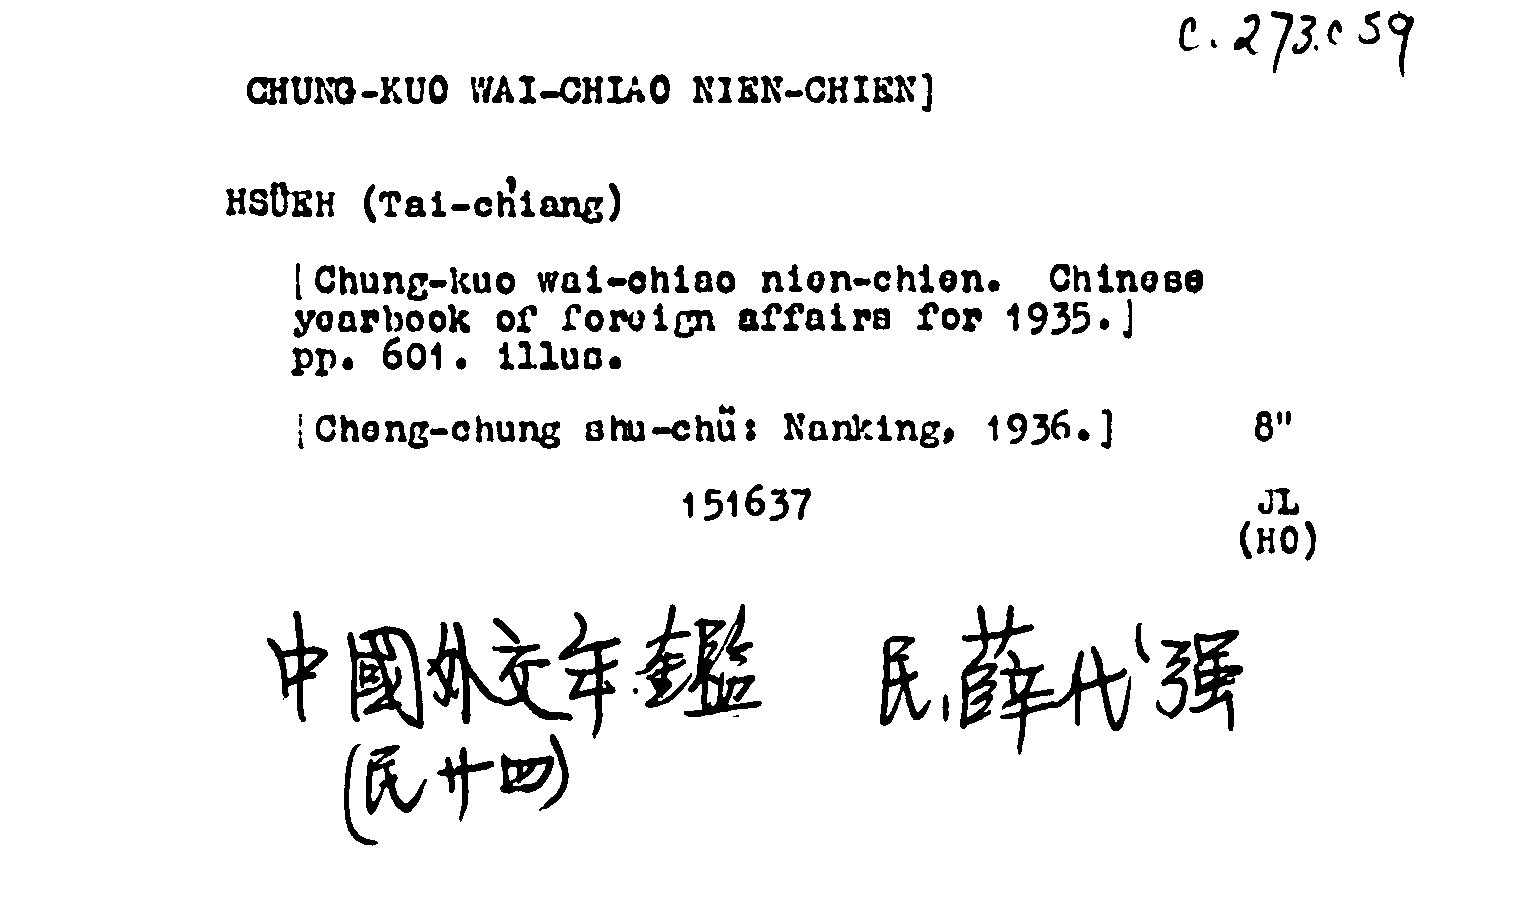 C. 273.c 59
CHUNG-KUO WAI-CHIAO NIEN-CHIEN]
HSÜEH (Tai-ch'iang)
[Chung-kuo wai-chiao nien-chien. Chinese
yearbook of foreign affairs for 1935.]
pp. 601. illus.
[Cheng-chung shu-chü: Nanking, 1936.] 8"
151637 JL
(HO)
中國外交年鑑 民、薛代強
(民廿四)